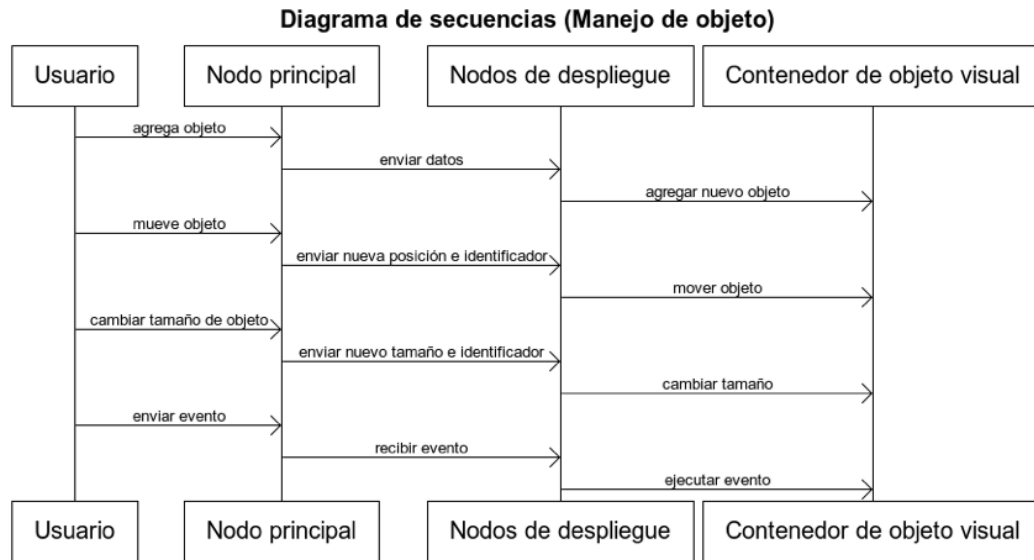 Diagrama de secuencias (Manejo de objeto)
Usuario
Nodo principal
Nodos de despliegue
Contenedor de objeto visual
agrega objeto
enviar datos
agregar nuevo objeto
mueve objeto
enviar nueva posición e identificador
mover objeto
cambiar tamaño de objeto
enviar nuevo tamaño e identificador
cambiar tamaño
enviar evento
recibir evento
ejecutar evento
Usuario
Nodo principal
Nodos de despliegue
Contenedor de objeto visual